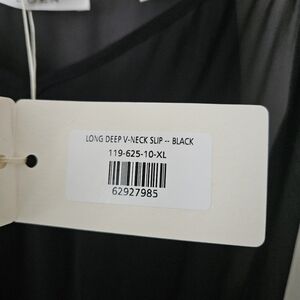 LONG DEEP V-NECK SLIP -- BLACK
119-625-10-XL
62927985